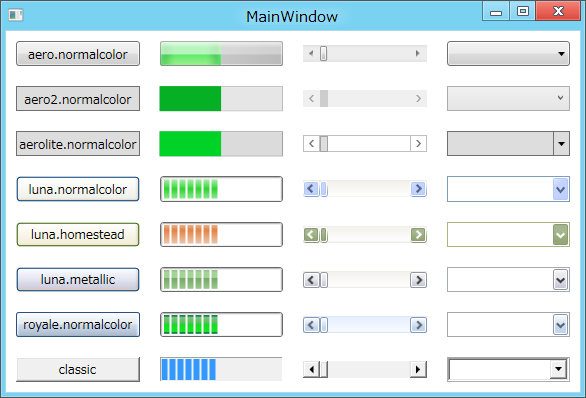 MainWindow
aero.normalcolor
aero2.normalcolor
aerolite.normalcolor
luna.normalcolor
luna.homestead
luna.metallic
royale.normalcolor
classic